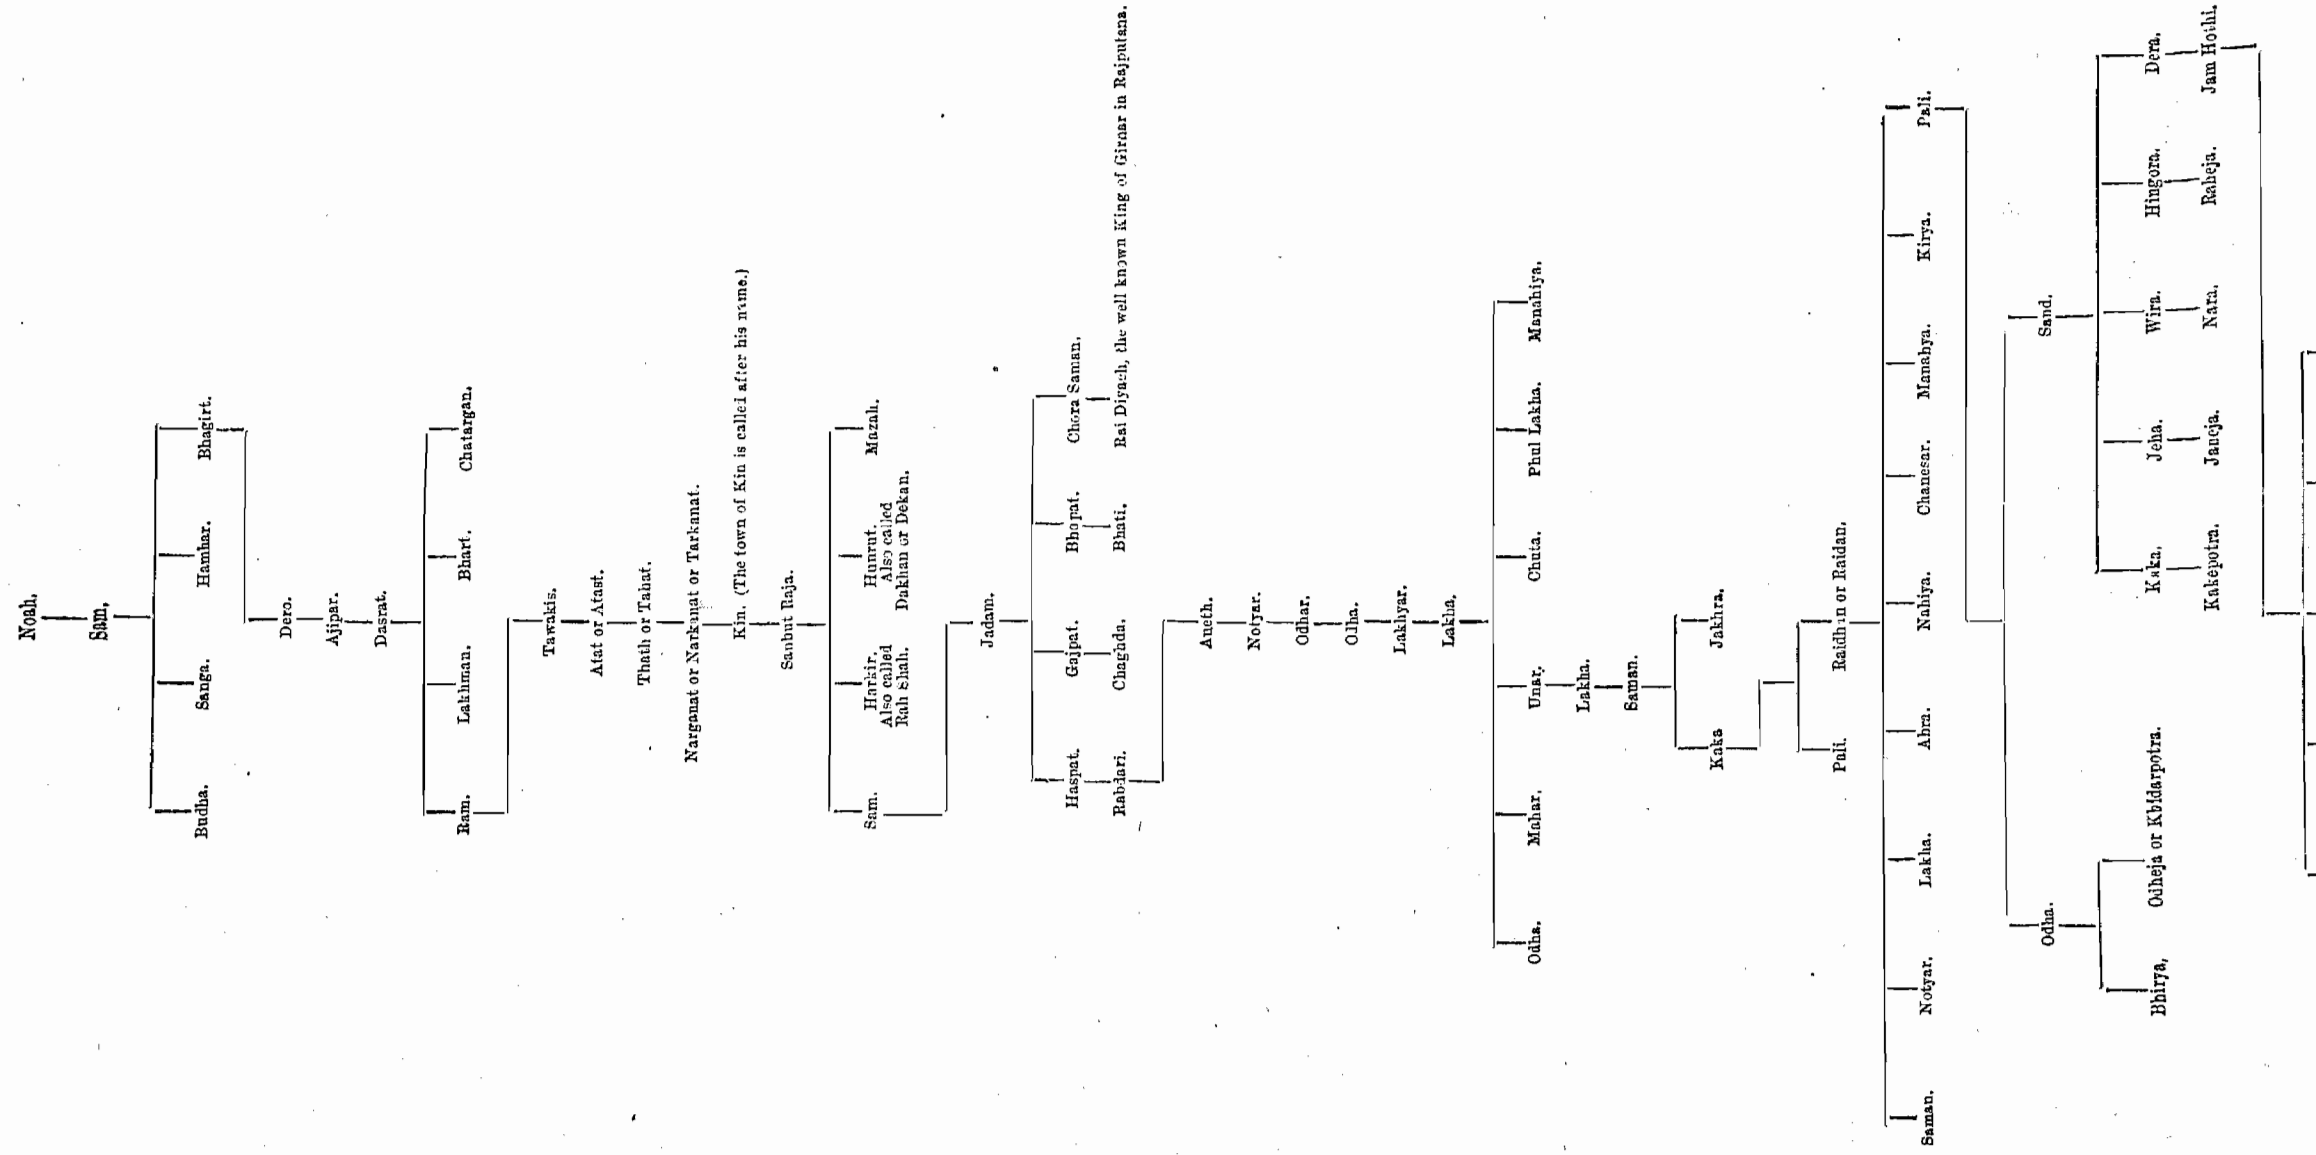 Noah.
Sam.
Budha. Sanga. Hamhar. Bhagirt.
Dero.
Ajipar.
Dasrat.
Ram. Lakhman. Bhart. Chatargan.
Tawakis.
Atat or Atast.
Thath or Tahat.
Narganat or Narkanat or Tarkanat.
Kin. (The town of Kin is called after his name.)
Sanbut Raja.
Sam. Harkir. Hunrut. Mazah.
Also called Also called
Rah Shah. Dakhan or Dekan.
Jadam.
Haspat. Gajpat. Bhopat. Chora Saman.
Rabdari. Chaghda. Bhati. Rai Diyach, the well known King of Girnar in Rajputana.
Aneth.
Notyar.
Odhar.
Olha.
Lakhyar.
Lakha.
Odha. Mahar. Unar. Chuta. Phul Lakha. Manahiya.
Lakha.
Saman.
Kaka Jakhra.
Pali. Raidhan or Raidan.
Saman. Notyar. Lakha. Abra. Nahiya. Chanesar. Manahya. Kirya. Pali.
Odha. Sand.
Bhirya, Odheja or Khidarpotra. Kaka. Jeha. Wira. Hingora. Dera.
Kakepotra. Janeja. Nara. Raheja. Jam Hothi.